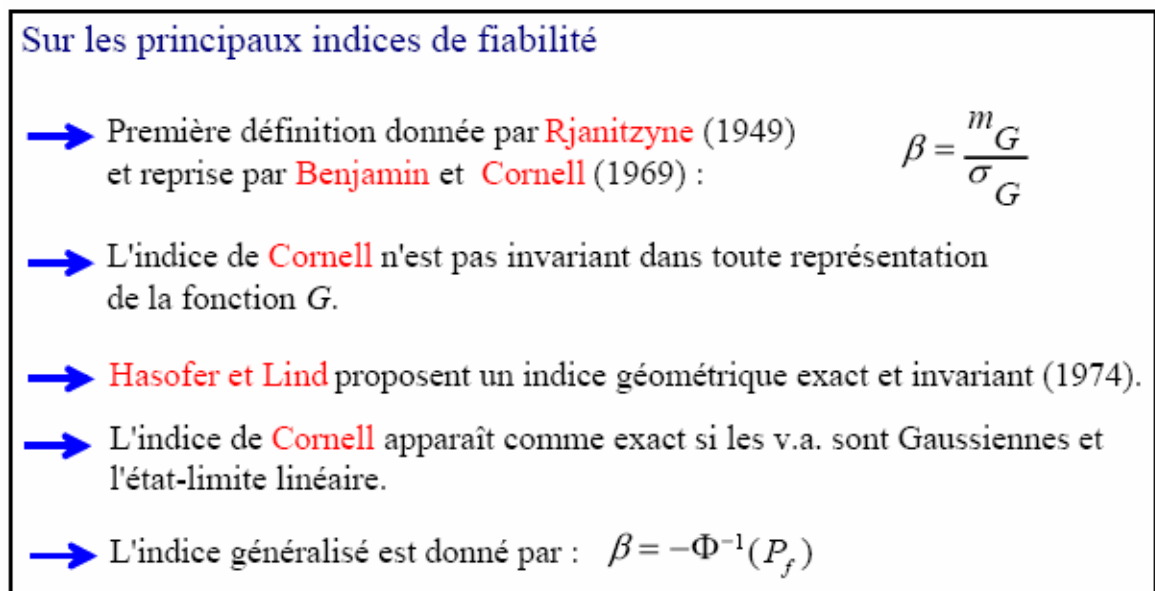 Sur les principaux indices de fiabilité
Première définition donnée par Rjanitzyne (1949)
et reprise par Benjamin et Cornell (1969) :
β = m_G / σ_G
L'indice de Cornell n'est pas invariant dans toute représentation
de la fonction G.
Hasofer et Lind proposent un indice géométrique exact et invariant (1974).
L'indice de Cornell apparaît comme exact si les v.a. sont Gaussiennes et
l'état-limite linéaire.
L'indice généralisé est donné par : β = −Φ⁻¹(P_f)